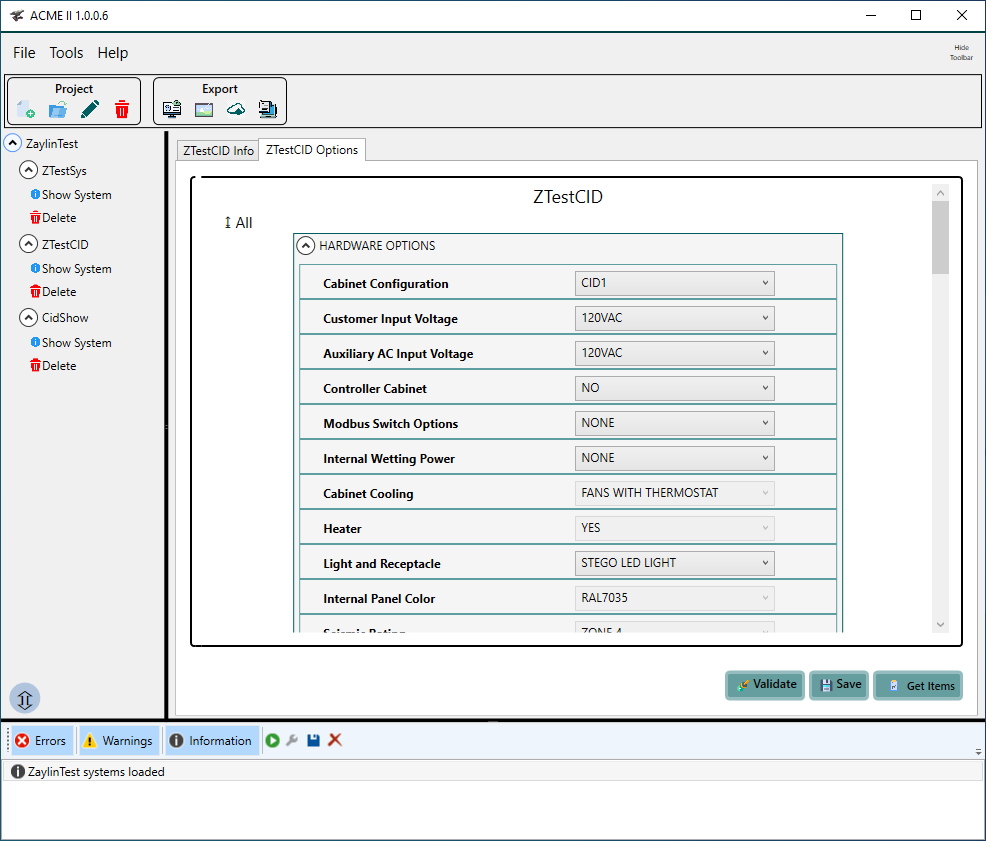 ACME II 1.0.0.6
File Tools Help
Hide
Toolbar
Project
Export
ZaylinTest
ZTestSys
Show System
Delete
ZTestCID
Show System
Delete
CidShow
Show System
Delete
ZTestCID Info ZTestCID Options
ZTestCID
All
HARDWARE OPTIONS
Cabinet Configuration CID1
Customer Input Voltage 120VAC
Auxiliary AC Input Voltage 120VAC
Controller Cabinet NO
Modbus Switch Options NONE
Internal Wetting Power NONE
Cabinet Cooling FANS WITH THERMOSTAT
Heater YES
Light and Receptacle STEGO LED LIGHT
Internal Panel Color RAL7035
Seismic Rating ZONE 4
Validate Save Get Items
Errors Warnings Information
ZaylinTest systems loaded